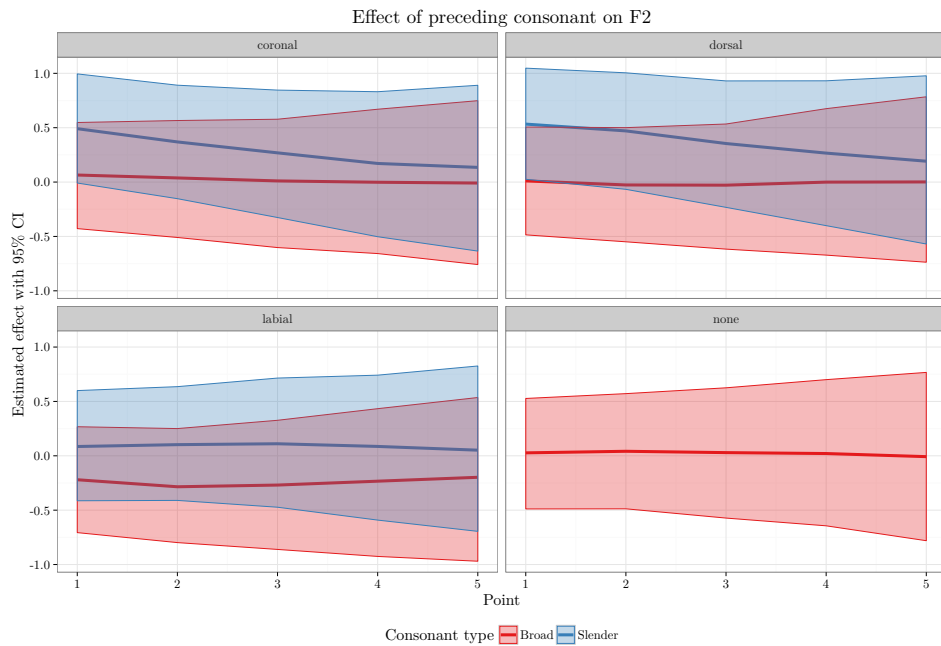 Effect of preceding consonant on F2
coronal
dorsal
1.0
0.5
0.0
-0.5
-1.0
labial
none
1.0
0.5
0.0
-0.5
-1.0
1 2 3 4 5
1 2 3 4 5
Estimated effect with 95% CI
Point
Consonant type Broad Slender